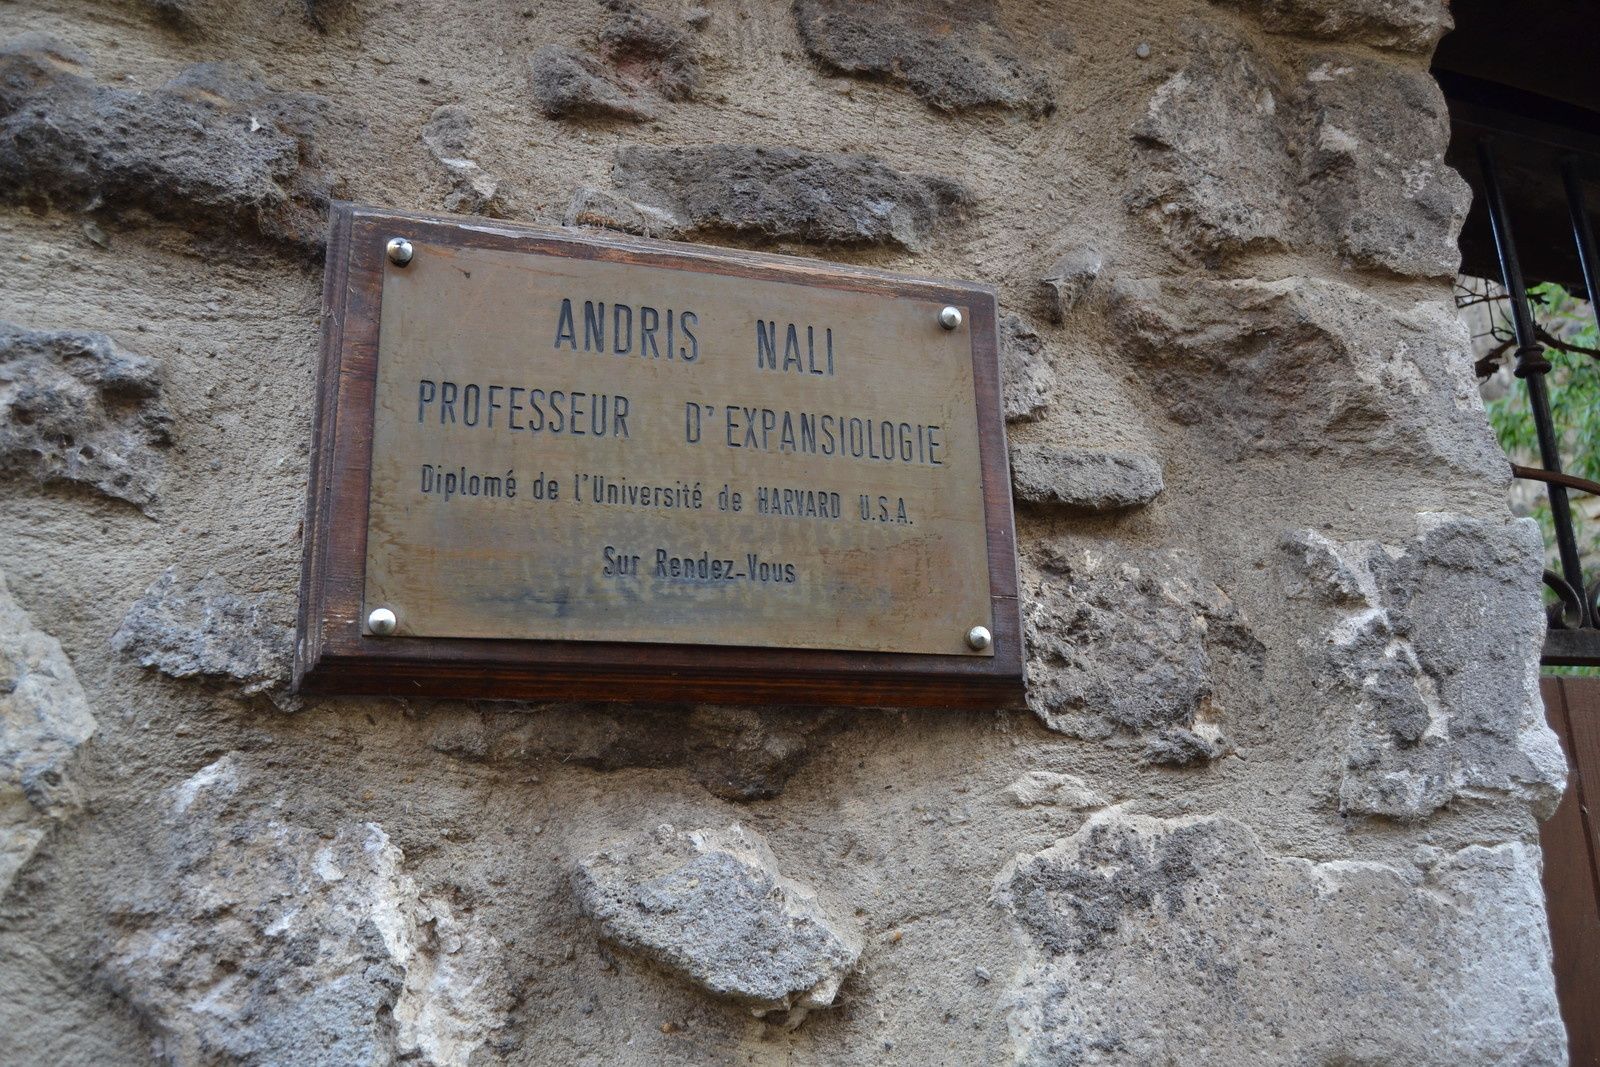 ANDRIS NALI
PROFESSEUR D'EXPANSIOLOGIE
Diplomé de l'Université de HARVARD U.S.A.
Sur Rendez-Vous